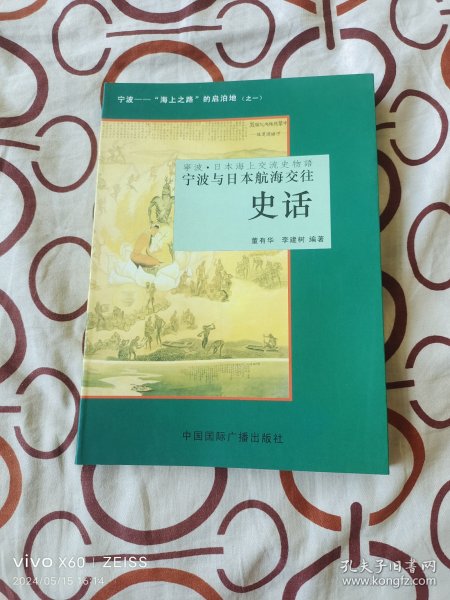 宁波——“海上之路”的启泊地（之一）
寧波·日本海上交流史物語
宁波与日本航海交往
史话
董有华 李建树 编著
中国国际广播出版社
vivo X60 | ZEISS
2024/05/15 16:14
孔夫子旧书网
www.kongfz.com